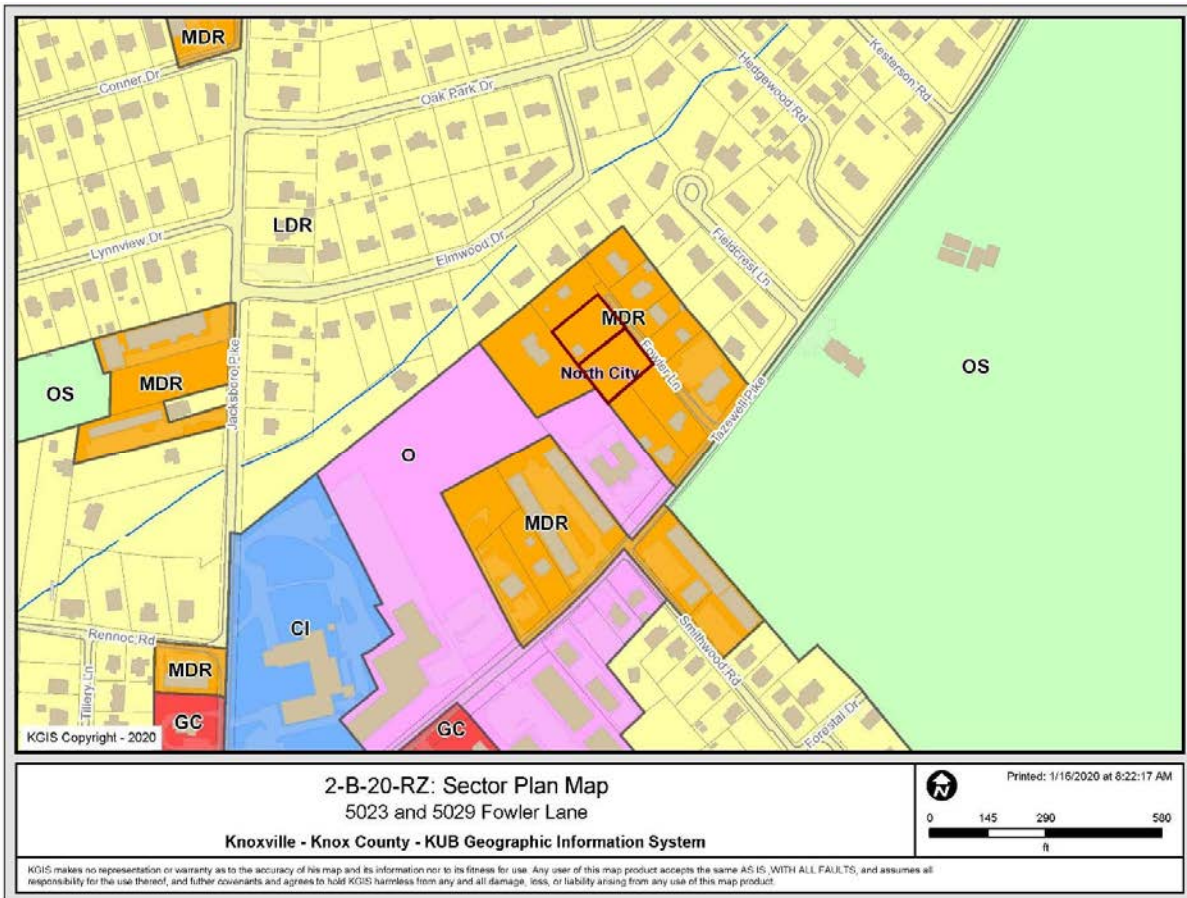 MDR
Conner Dr
Oak Park Dr
Hedgewood Rd
Kesterson Rd
LDR
Lynnview Dr
Elmwood Dr
Fieldcrest Ln
MDR
Fowler Ln
North City
OS
MDR
Jacksboro Pike
Tazewell Pike
OS
O
MDR
CI
Rennoc Rd
Smithwood Rd
MDR
Tillery Ln
GC
GC
Forestal Dr
KGIS Copyright - 2020
2-B-20-RZ: Sector Plan Map
5023 and 5029 Fowler Lane
Knoxville - Knox County - KUB Geographic Information System
N
Printed: 1/16/2020 at 8:22:17 AM
0 145 290 580
ft
KGIS makes no representation or warranty as to the accuracy of his map and its information nor to its fitness for use. Any user of this map product accepts the same AS IS ,WITH ALL FAULTS, and assumes all
responsibility for the use thereof, and futher covenants and agrees to hold KGIS harmless from any and all damage, loss, or liability arising from any use of this map product.